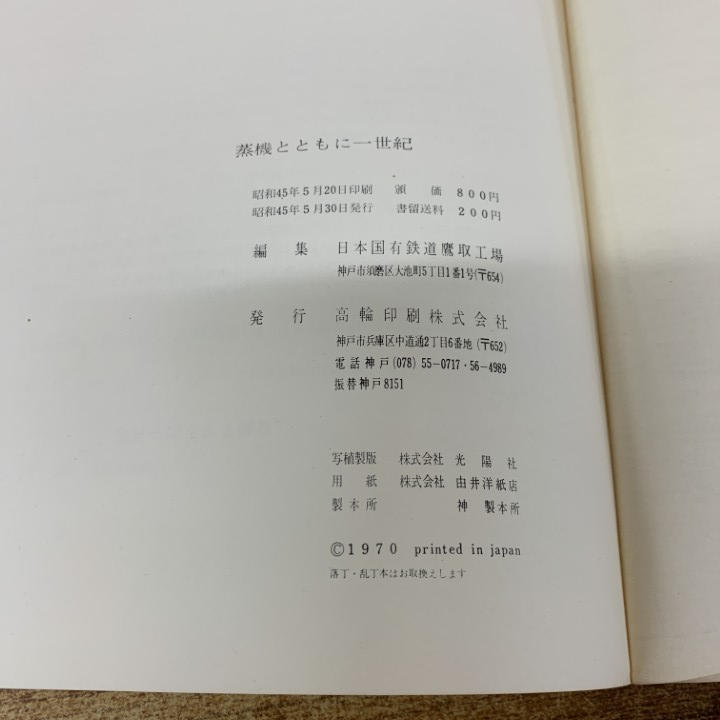 蒸機とともに一世紀
昭和45年5月20日印刷 頒価 800円
昭和45年5月30日発行 書留送料 200円
編集 日本国有鉄道鷹取工場
神戸市須磨区大池町5丁目1番1号(〒654)
発行 高輪印刷株式会社
神戸市兵庫区中道通2丁目6番地(〒652)
電話神戸(078)55-0717・56-4989
振替神戸8151
写植製版 株式会社 光陽社
用紙 株式会社 由井洋紙店
製本所 神製本所
©1970 printed in japan
落丁・乱丁本はお取換えします